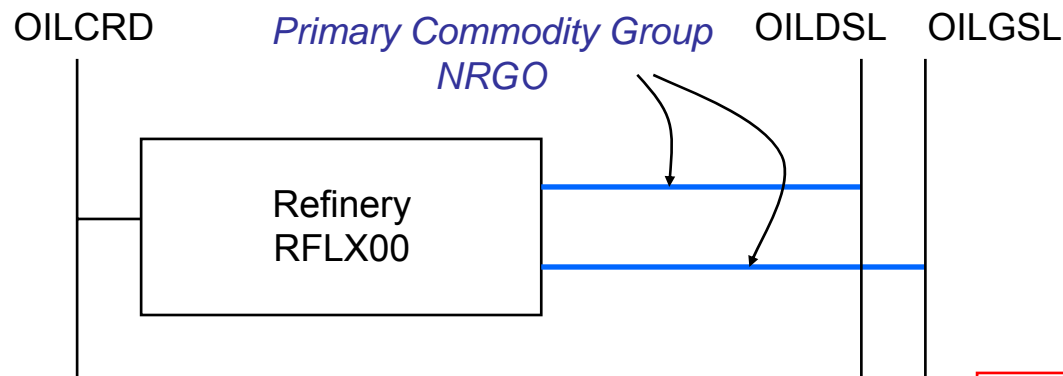 OILCRD
Primary Commodity Group
NRGO
OILDSL
OILGSL
Refinery
RFLX00